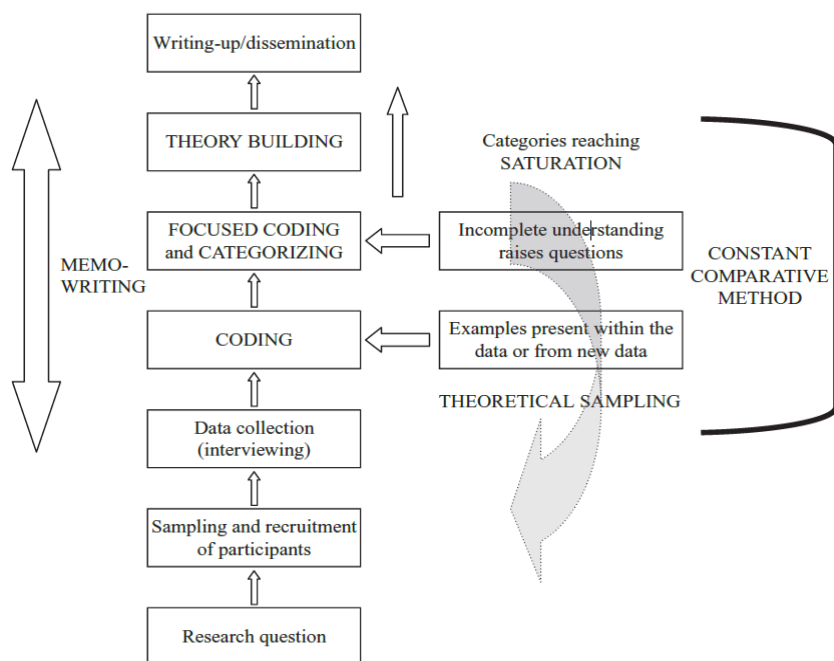 Writing-up/dissemination
THEORY BUILDING
FOCUSED CODING
and CATEGORIZING
CODING
Data collection
(interviewing)
Sampling and recruitment
of participants
Research question
MEMO-
WRITING
Categories reaching
SATURATION
Incomplete understanding
raises questions
Examples present within the
data or from new data
THEORETICAL SAMPLING
CONSTANT
COMPARATIVE
METHOD